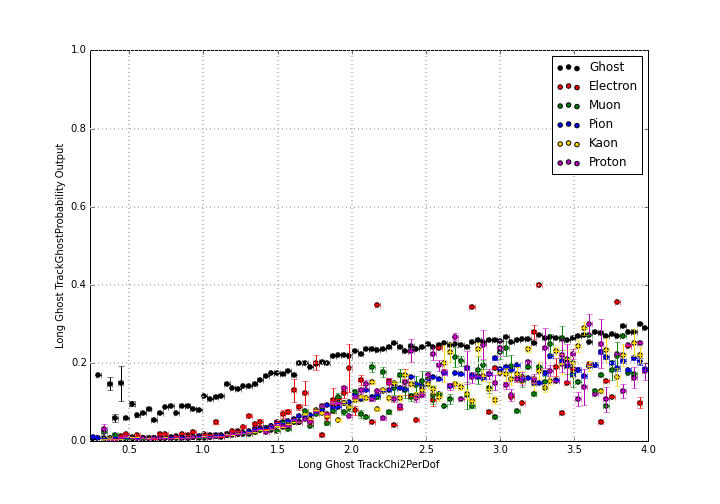 1.0
0.8
0.6
0.4
0.2
0.0
0.5
1.0
1.5
2.0
2.5
3.0
3.5
4.0
Long Ghost TrackChi2PerDof
Long Ghost TrackGhostProbability Output
Ghost
Electron
Muon
Pion
Kaon
Proton